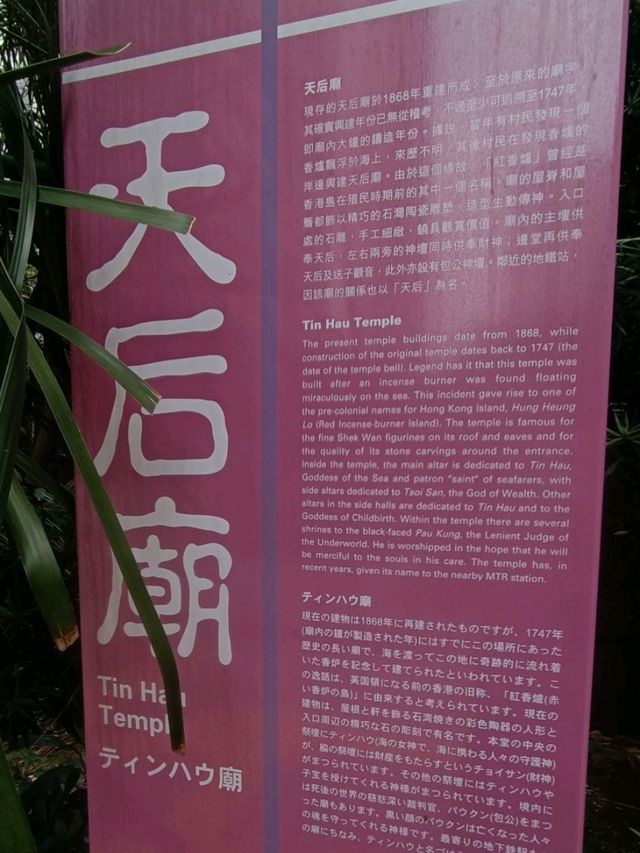 天后廟
Tin Hau
Temple
ティンハウ廟
天后廟
現存的天后廟於1868年重建而成，至於原來的廟宇
其確實興建年份已無從稽考，不過至少可追溯至1747年
即廟內大鐘的鑄造年份。據說，當年有村民發現一個
香爐飄浮於海上，來歷不明，其後村民在發現香爐的
岸邊興建天后廟。由於這個緣故，「紅香爐」曾經是
香港島在殖民時期前的其中一個名稱。廟的屋脊和屋
簷都飾以精巧的石灣陶瓷雕塑，造型生動傳神。入口
處的石雕，手工細緻，饒具觀賞價值。廟內的主壇供
奉天后，左右兩旁的神壇同時供奉財神；邊堂再供奉
天后及送子觀音，此外亦設有包公神壇。鄰近的地鐵站，
因該廟的關係也以「天后」為名。
Tin Hau Temple
The present temple buildings date from 1868, while
construction of the original temple dates back to 1747 (the
date of the temple bell). Legend has it that this temple was
built after an incense burner was found floating
miraculously on the sea. This incident gave rise to one of
the pre-colonial names for Hong Kong Island, Hung Heung
Lo (Red Incense-burner Island). The temple is famous for
the fine Shek Wan figurines on its roof and eaves and for
the quality of its stone carvings around the entrance.
Inside the temple, the main altar is dedicated to Tin Hau,
Goddess of the Sea and patron "saint" of seafarers, with
side altars dedicated to Tsoi San, the God of Wealth. Other
altars in the side halls are dedicated to Tin Hau and to the
Goddess of Childbirth. Within the temple there are several
shrines to the black-faced Pau Kung, the Lenient Judge of
the Underworld. He is worshipped in the hope that he will
be merciful to the souls in his care. The temple has, in
recent years, given its name to the nearby MTR station.
ティンハウ廟
現在の建物は1868年に再建されたものですが、1747年
(廟内の鐘が製造された年)にはすでにこの場所にあった
歴史の長い廟で、海を渡ってこの地に奇跡的に流れ着
いた香炉を記念して建てられたといわれています。こ
の逸話は、英国領になる前の香港の旧称、「紅香爐(赤
い香炉の島)」に由来すると考えられています。現在の
建物は、屋根と軒を飾る石湾焼きの彩色陶器の人形と
入口周辺の精巧な石の彫刻で有名です。本堂の中央の
祭壇にティンハウ(海の女神で、海に携わる人々の守護神)
が、脇の祭壇には財産をもたらすというチョイサン(財神)
がまつられています。その他の祭壇にはティンハウや
子宝を授けてくれる神様がまつられています。境内に
は死後の世界の慈悲深い裁判官、パウクン(包公)をまつ
った廟もあります。黒い顔のパウクンは亡くなった人々
の魂を守ってくれる神様です。最寄りの地下鉄駅
の廟にちなみ、ティンハウと名づけ